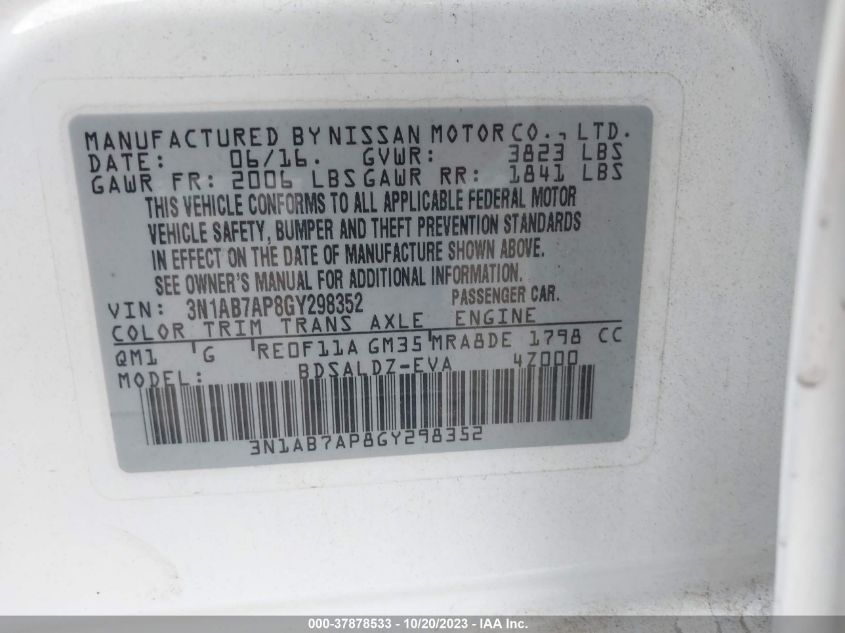 MANUFACTURED BY NISSAN MOTOR CO., LTD.
DATE: 06/16. GVWR: 3823 LBS
GAWR FR: 2006 LBS GAWR RR: 1841 LBS
THIS VEHICLE CONFORMS TO ALL APPLICABLE FEDERAL MOTOR
VEHICLE SAFETY, BUMPER AND THEFT PREVENTION STANDARDS
IN EFFECT ON THE DATE OF MANUFACTURE SHOWN ABOVE.
SEE OWNER'S MANUAL FOR ADDITIONAL INFORMATION.
VIN: 3N1AB7AP8GY298352 PASSENGER CAR.
COLOR TRIM TRANS AXLE ENGINE
QM1 G RE0F11A GM35 MRA8DE 1798 CC
MODEL: BDSALDZ-EVA 4Z000
3N1AB7AP8GY298352
000-37878533 - 10/20/2023 - IAA Inc.